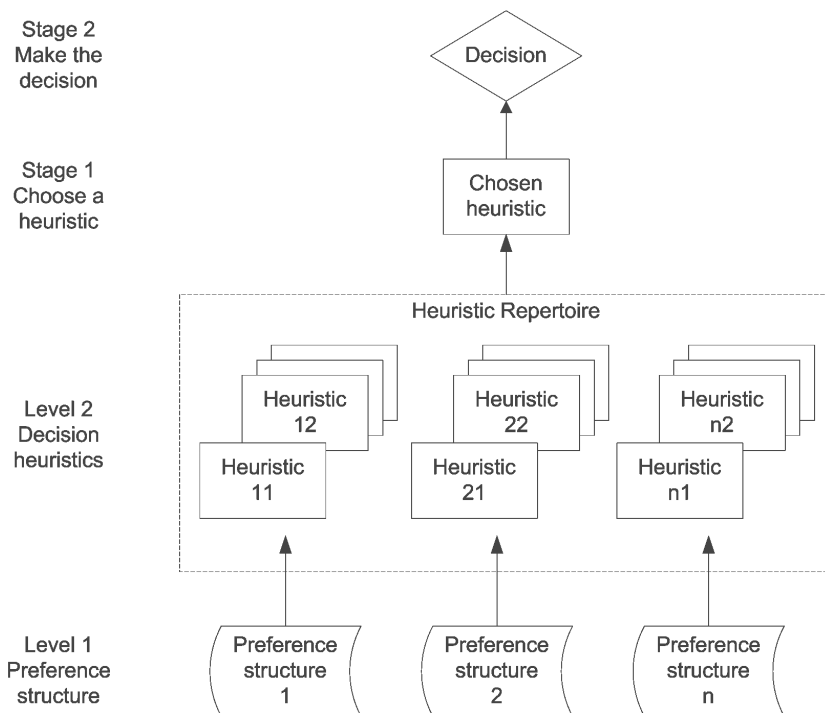 Stage 2
Make the
decision
Decision
Stage 1
Choose a
heuristic
Chosen
heuristic
Heuristic Repertoire
Level 2
Decision
heuristics
Heuristic
12
Heuristic
11
Heuristic
22
Heuristic
21
Heuristic
n2
Heuristic
n1
Level 1
Preference
structure
Preference
structure
1
Preference
structure
2
Preference
structure
n